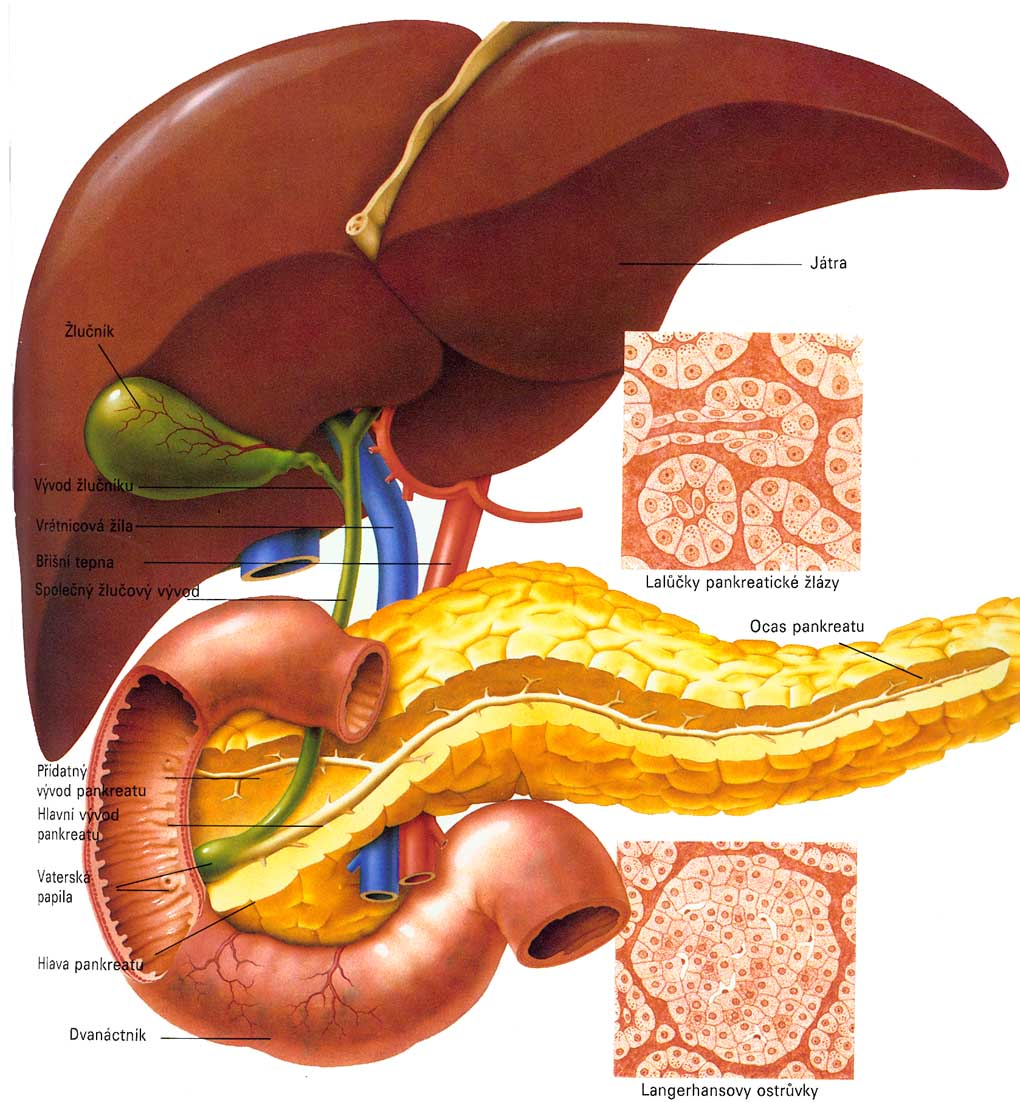 Játra
Žlučník
Vývod žlučníku
Vrátnicová žíla
Břišní tepna
Společný žlučový vývod
Lalůčky pankreatické žlázy
Ocas pankreatu
Přídatný
vývod pankreatu
Hlavní vývod
pankreatu
Vaterská
papila
Hlava pankreatu
Dvanáctník
Langerhansovy ostrůvky